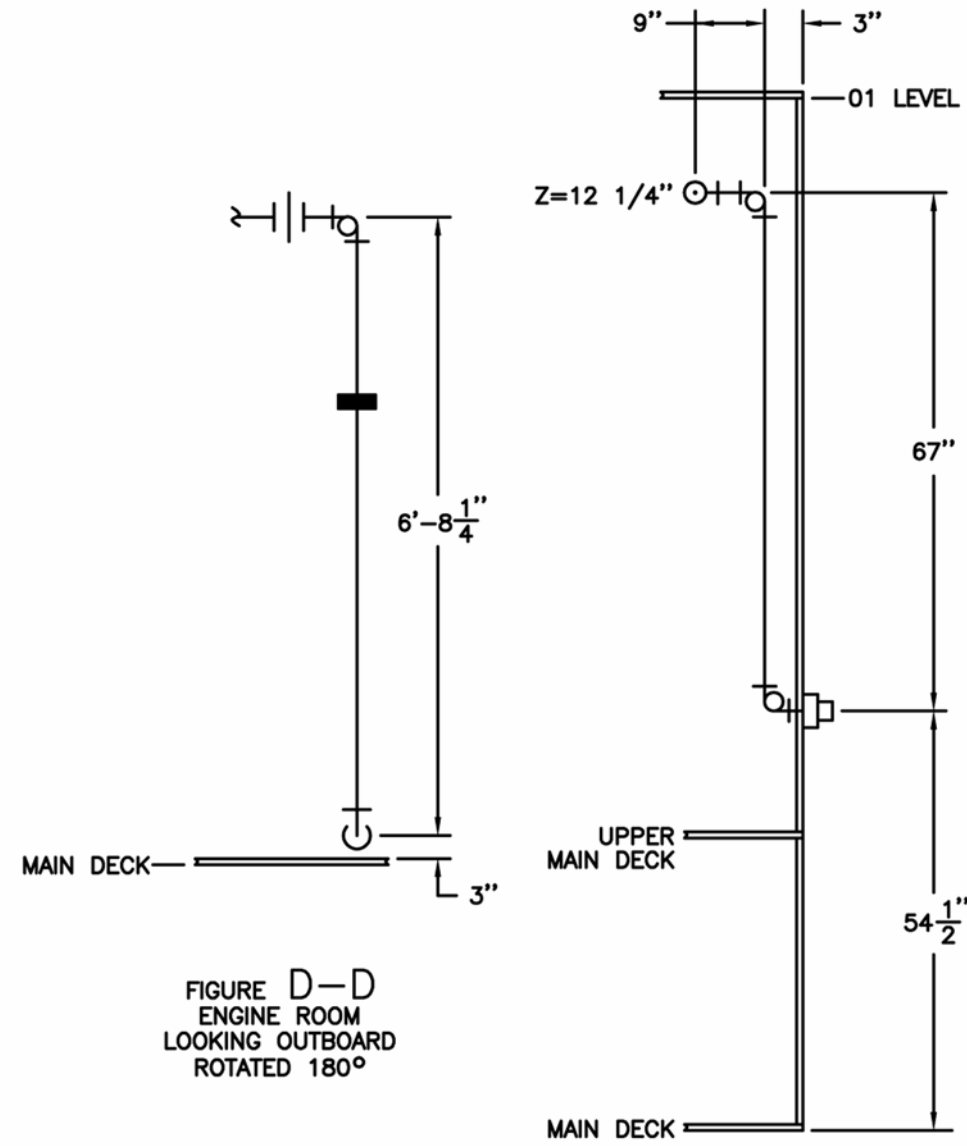 9" 3"
01 LEVEL
Z=12 1/4"
67"
6'-8 1/4"
UPPER
MAIN DECK
MAIN DECK
3"
54 1/2"
FIGURE D-D
ENGINE ROOM
LOOKING OUTBOARD
ROTATED 180°
MAIN DECK